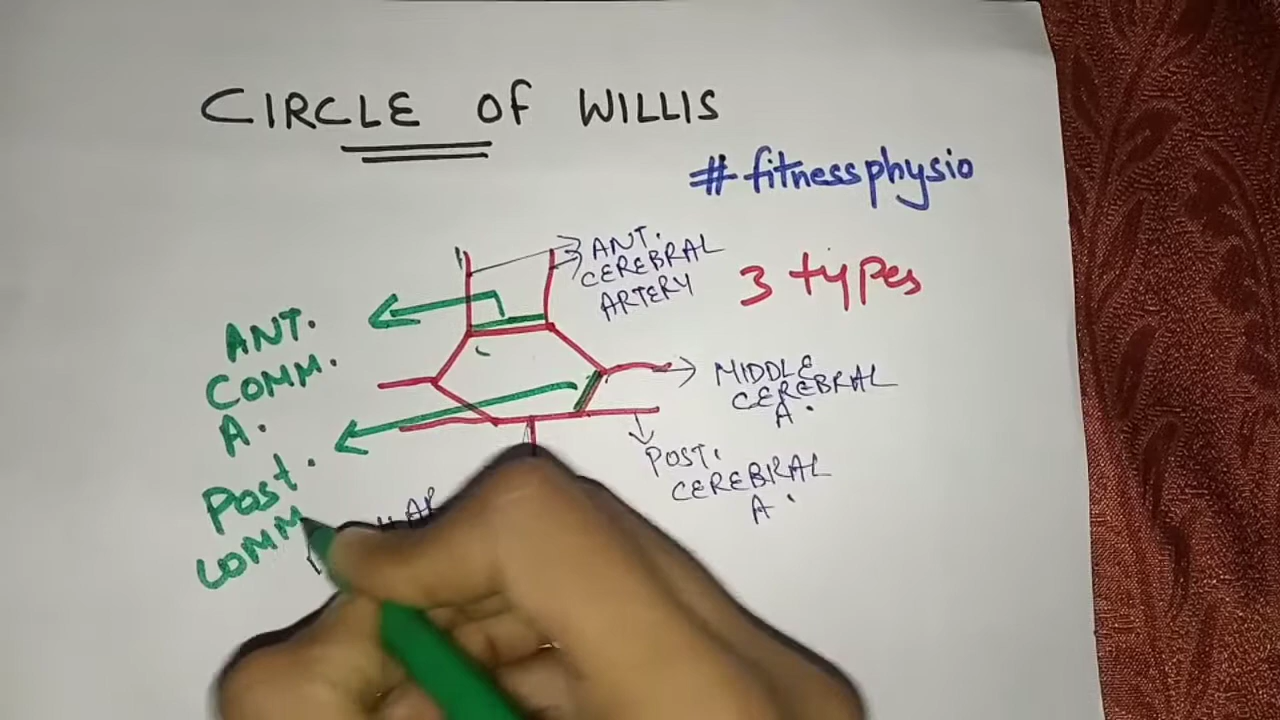 CIRCLE OF WILLIS
#fitnessphysio
ANT.
CEREBRAL
ARTERY
3 types
ANT.
COMM.
A.
MIDDLE
CEREBRAL
A.
POST.
CEREBRAL
A.
POST.
COMM